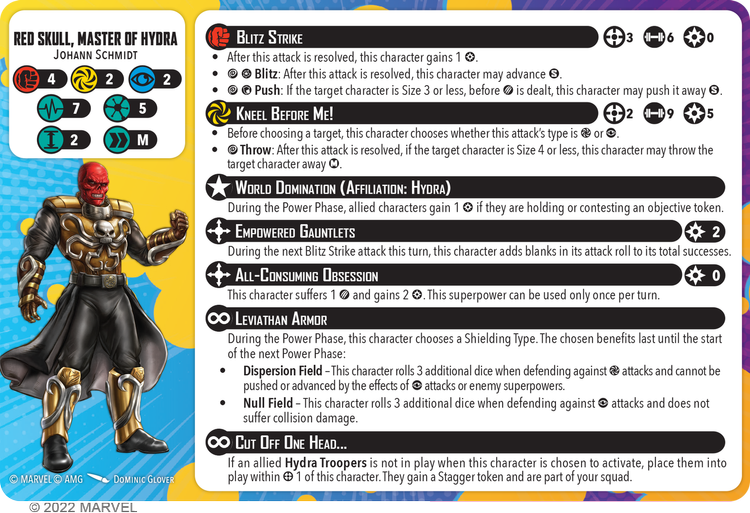 RED SKULL, MASTER OF HYDRA
JOHANN SCHMIDT
4 2 2
7 5
2 M
BLITZ STRIKE 3 6 0
• After this attack is resolved, this character gains 1 .
• Blitz: After this attack is resolved, this character may advance S.
• Push: If the target character is Size 3 or less, before is dealt, this character may push it away S.
KNEEL BEFORE ME! 2 9 5
• Before choosing a target, this character chooses whether this attack's type is or .
• Throw: After this attack is resolved, if the target character is Size 4 or less, this character may throw the
target character away M.
WORLD DOMINATION (AFFILIATION: HYDRA)
During the Power Phase, allied characters gain 1 if they are holding or contesting an objective token.
EMPOWERED GAUNTLETS 2
During the next Blitz Strike attack this turn, this character adds blanks in its attack roll to its total successes.
ALL-CONSUMING OBSESSION 0
This character suffers 1 and gains 2 . This superpower can be used only once per turn.
LEVIATHAN ARMOR
During the Power Phase, this character chooses a Shielding Type. The chosen benefits last until the start
of the next Power Phase:
• Dispersion Field – This character rolls 3 additional dice when defending against attacks and cannot be
pushed or advanced by the effects of attacks or enemy superpowers.
• Null Field – This character rolls 3 additional dice when defending against attacks and does not
suffer collision damage.
CUT OFF ONE HEAD...
If an allied Hydra Troopers is not in play when this character is chosen to activate, place them into
play within 1 of this character. They gain a Stagger token and are part of your squad.
© MARVEL © AMG DOMINIC GLOVER
© 2022 MARVEL